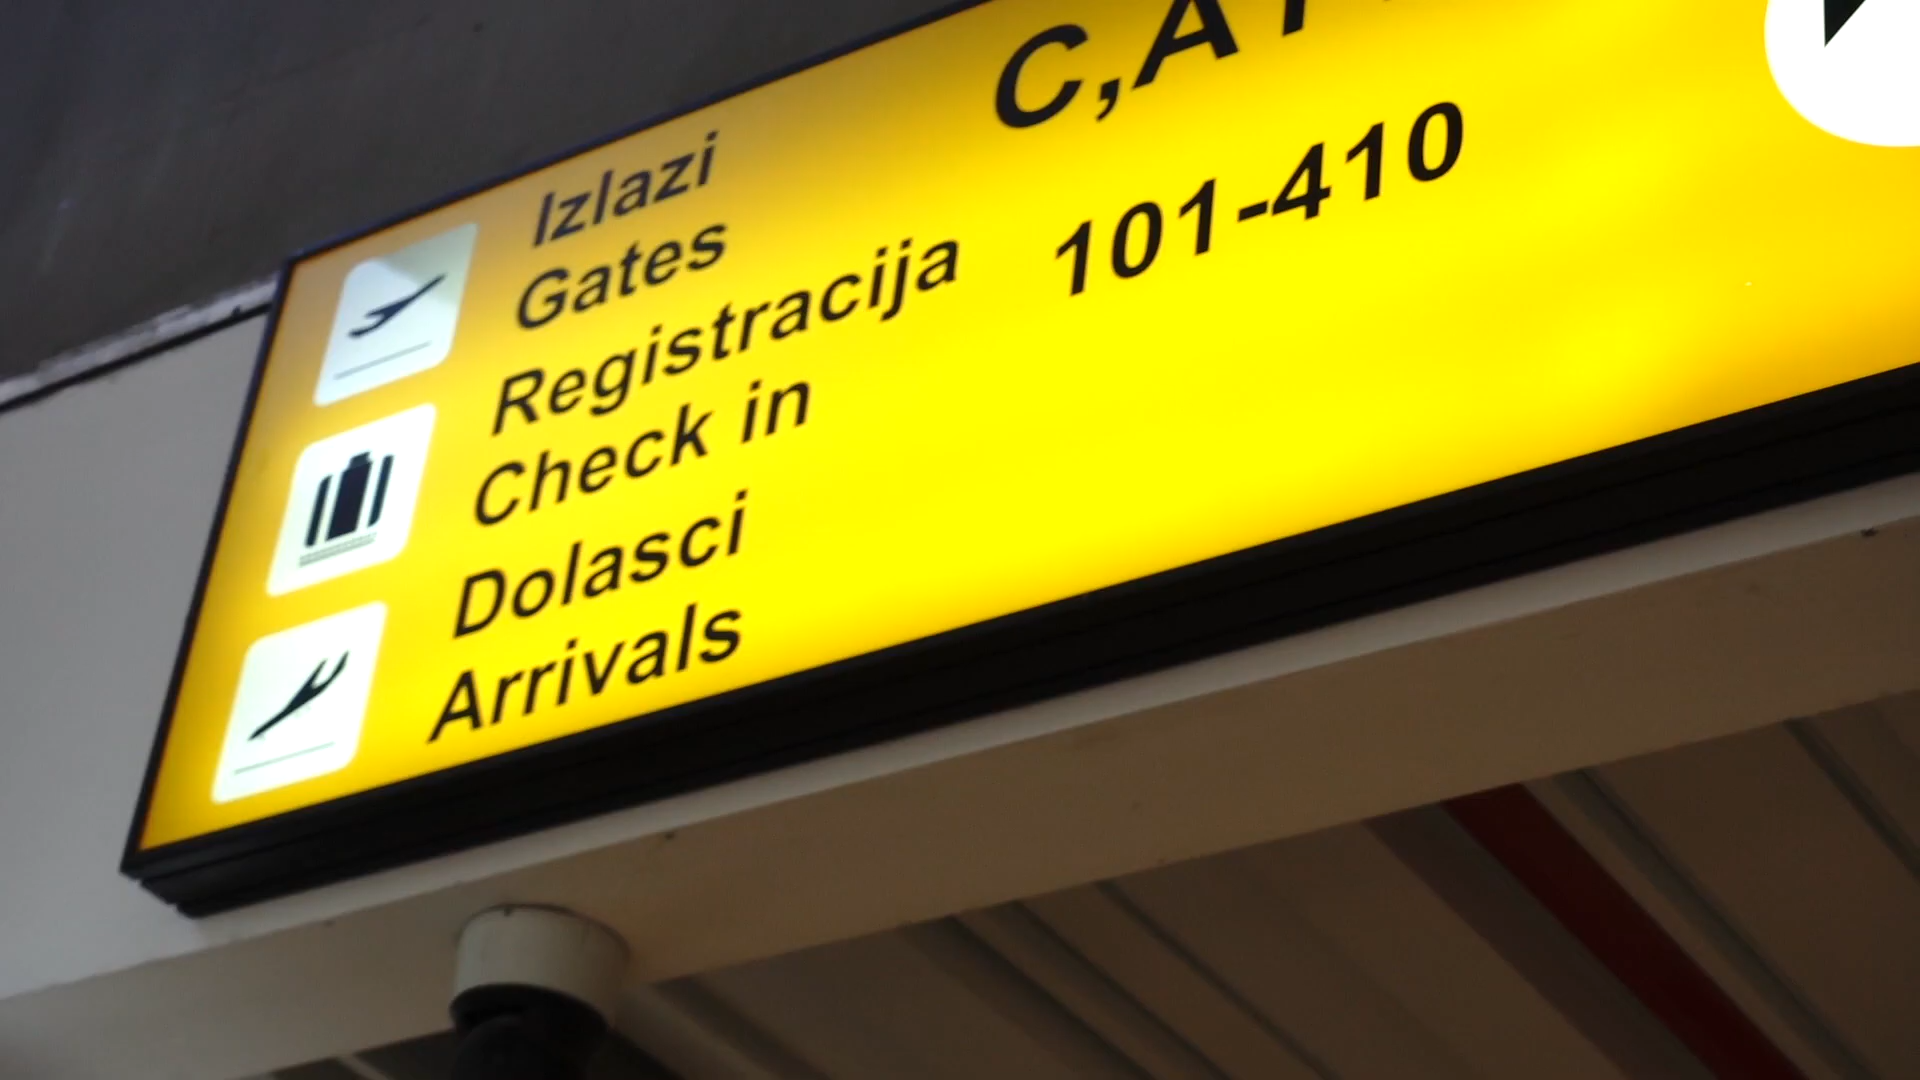 Izlazi
Gates
Registracija 101-410
Check in
Dolasci
Arrivals